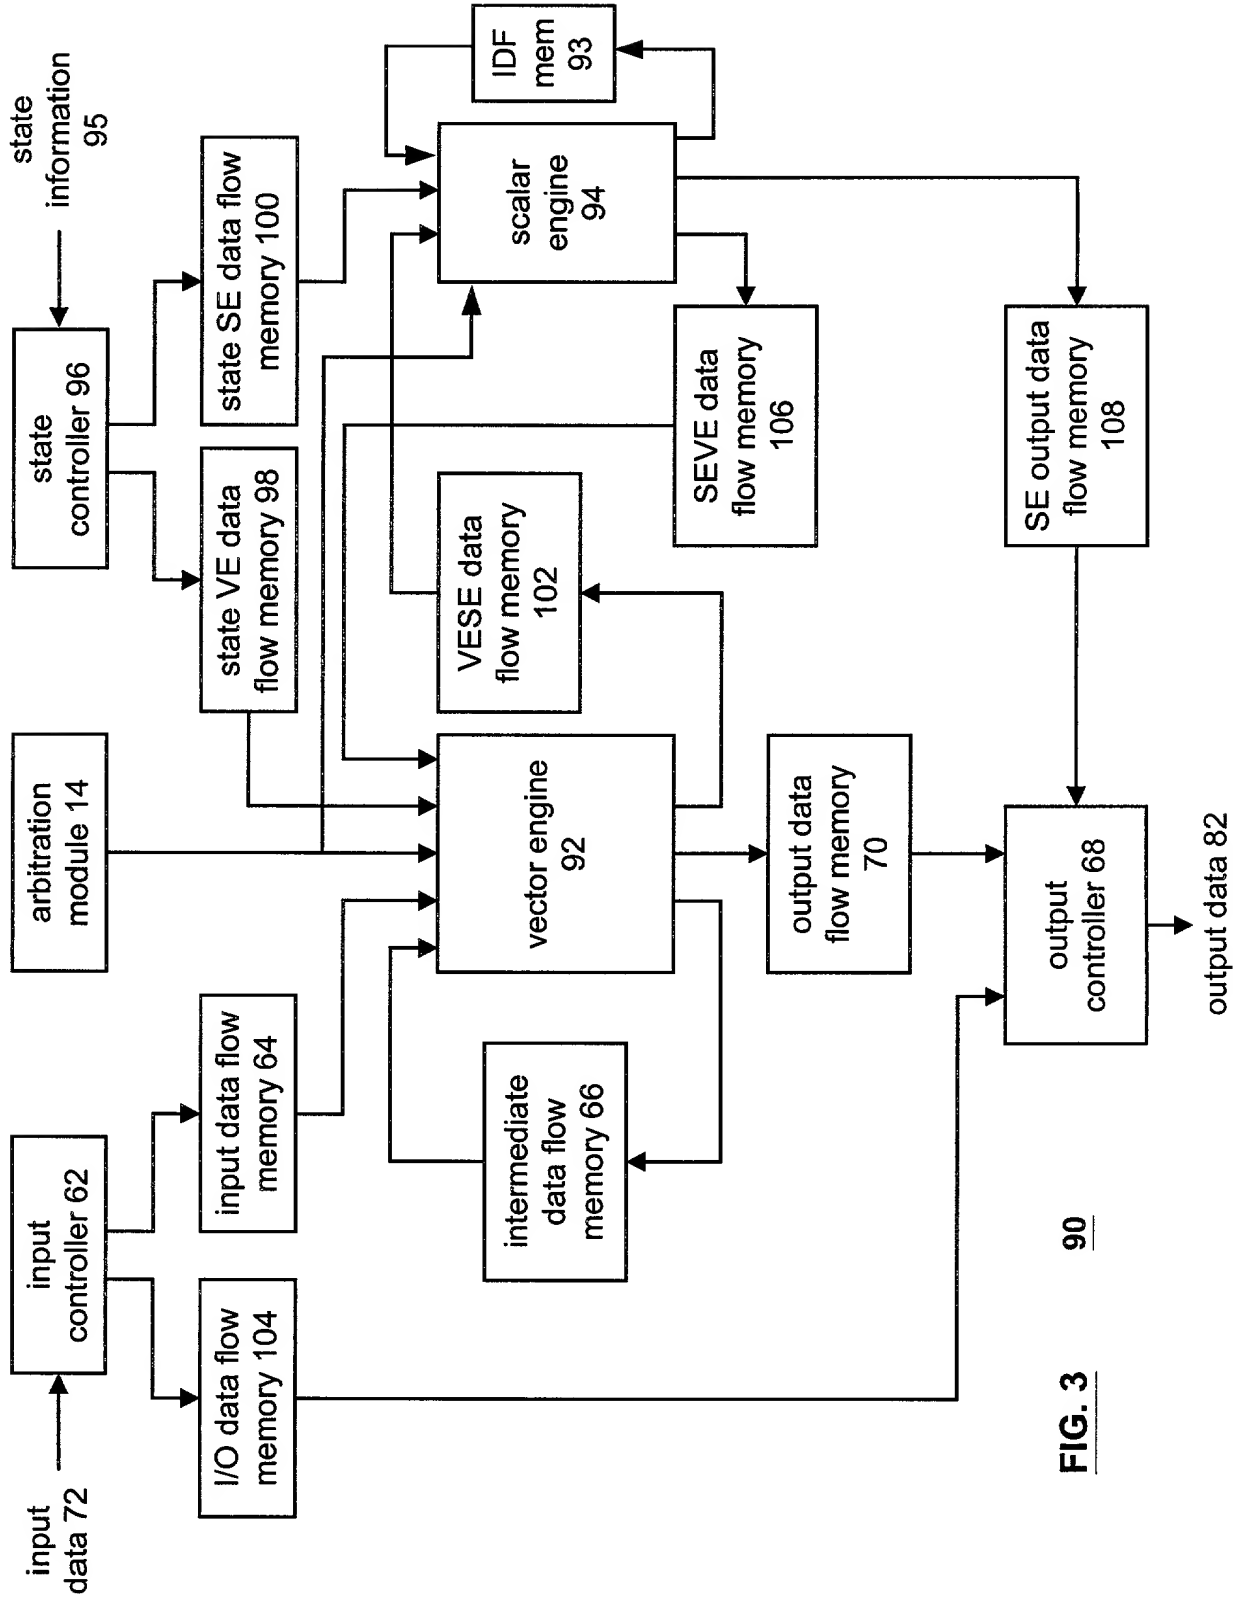 input
data 72
input
controller 62
arbitration
module 14
state
controller 96
state
information
95
I/O data flow
memory 104
input data flow
memory 64
state VE data
flow memory 98
state SE data flow
memory 100
intermediate
data flow
memory 66
vector engine
92
VESE data
flow memory
102
scalar
engine
94
IDF
mem
93
output data
flow memory
70
SEVE data
flow memory
106
output
controller 68
SE output data
flow memory
108
output data 82
FIG. 3
90